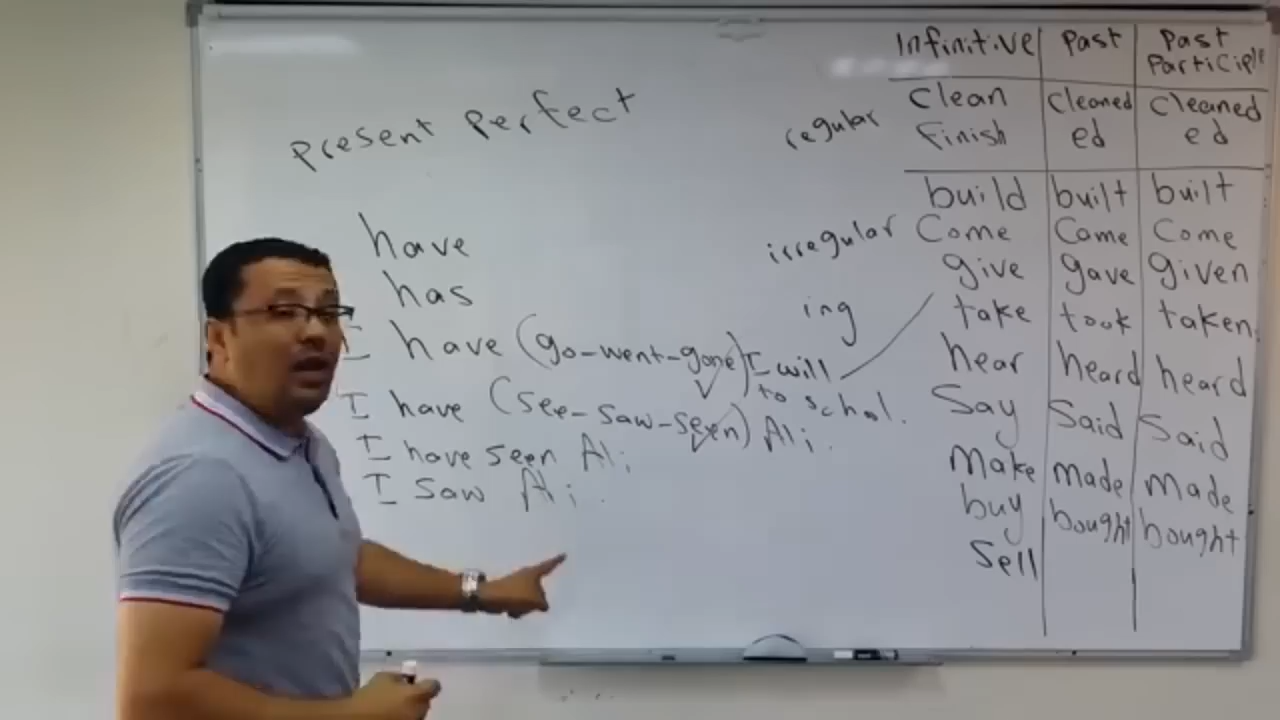 present perfect
have
has
I have (go-went-gone) I will
to schol.
I have (see-saw-seen) Ali.
I have seen Ali
I saw Ali.
regular
irregular
ing
Infinitive Past Past Participle
clean cleaned cleaned
finish ed ed
build built built
Come Came Come
give gave given
take took taken
hear heard heard
Say Said Said
Make made made
buy bought bought
Sell